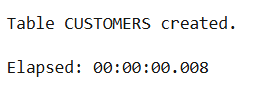 Table CUSTOMERS created.
Elapsed: 00:00:00.008